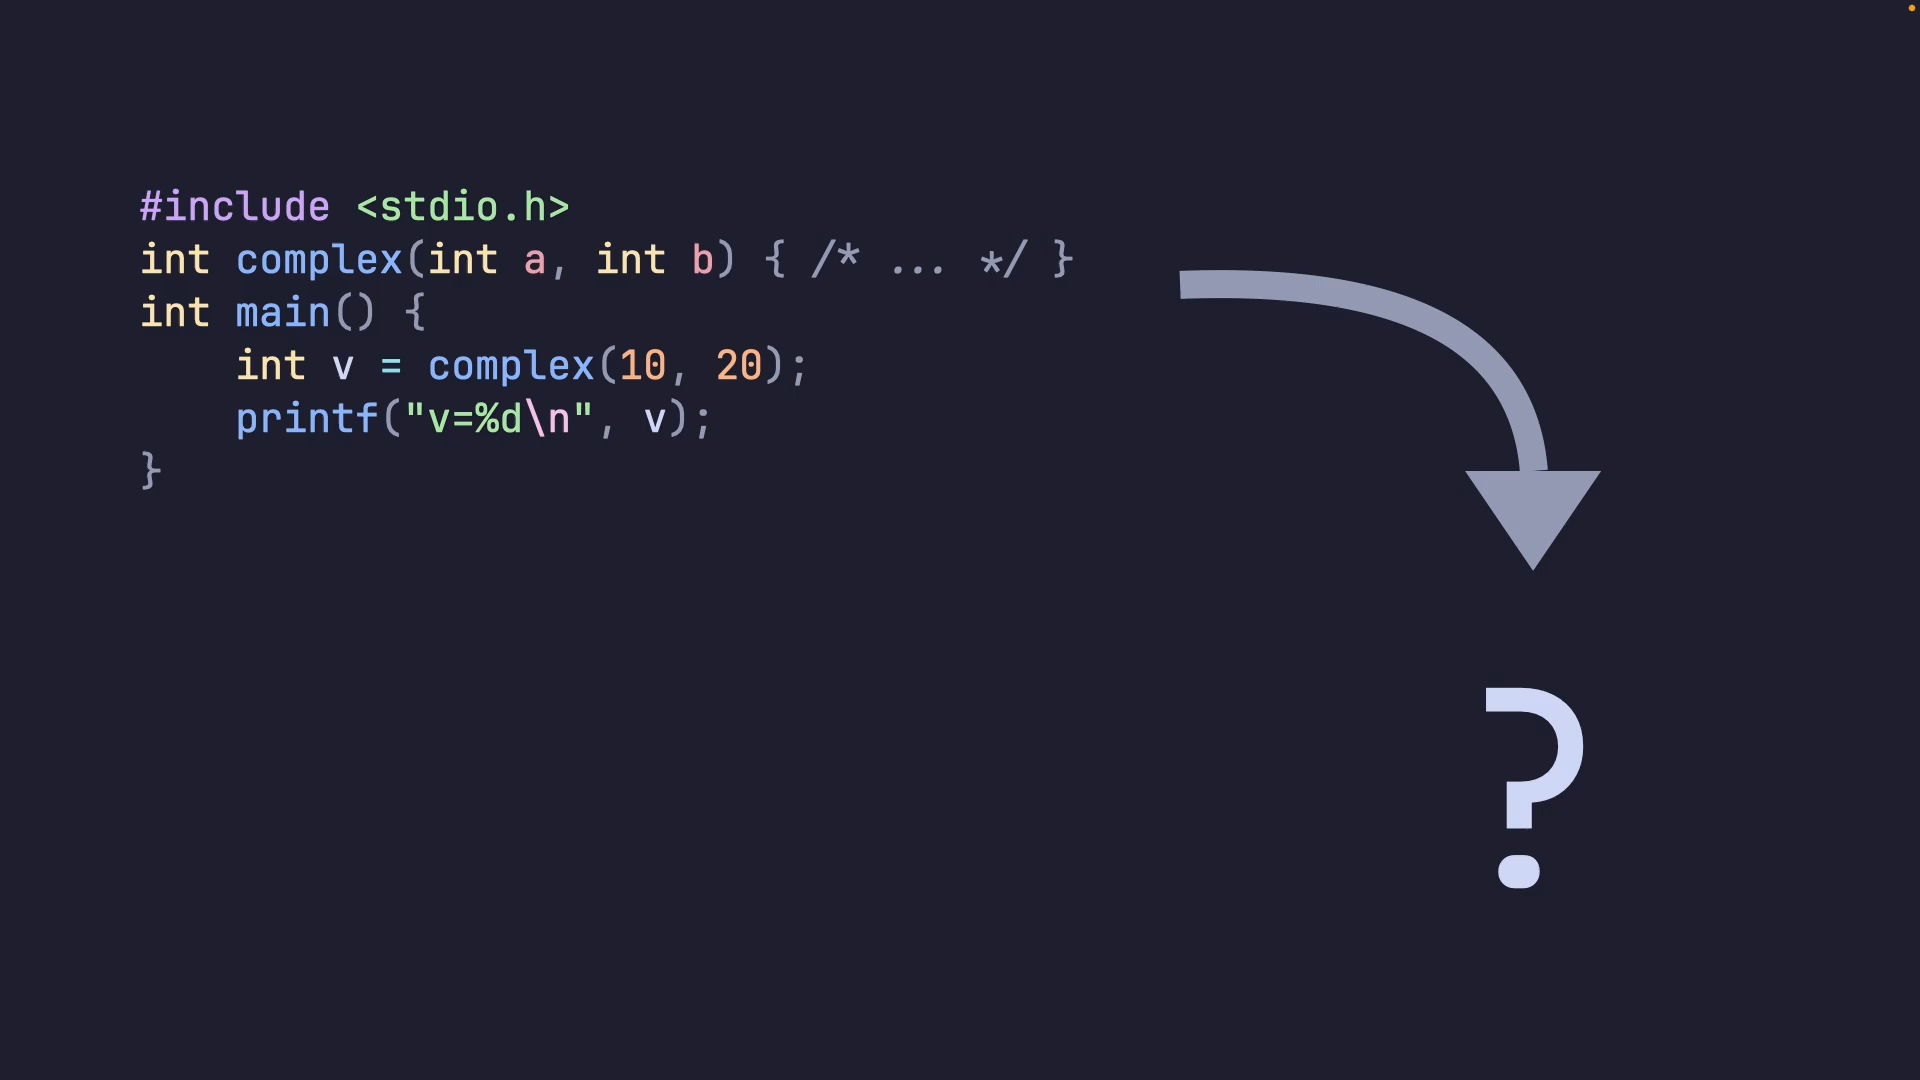 #include <stdio.h>
int complex(int a, int b) { /* ... */ }
int main() {
    int v = complex(10, 20);
    printf("v=%d\n", v);
}
?